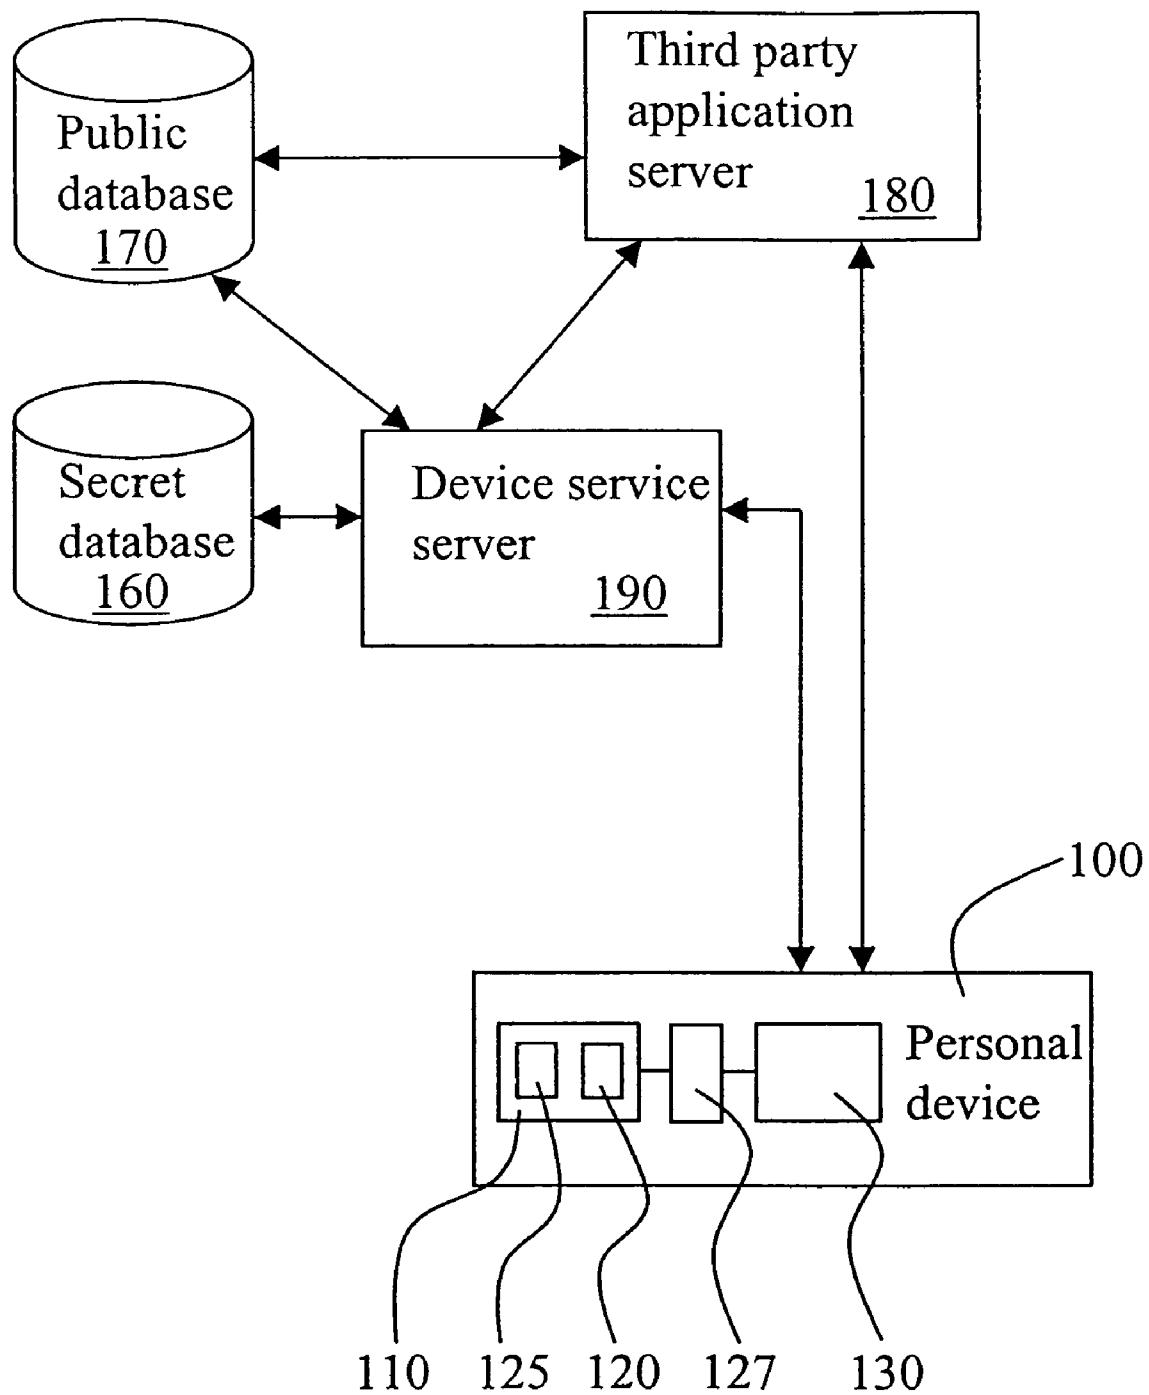 Public
database
170
Third party
application
server
180
Secret
database
160
Device service
server
190
100
Personal
device
110
125
120
127
130